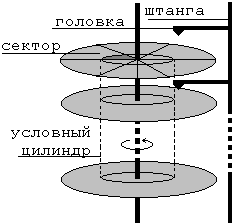 головка
штанга
сектор
условный
цилиндр